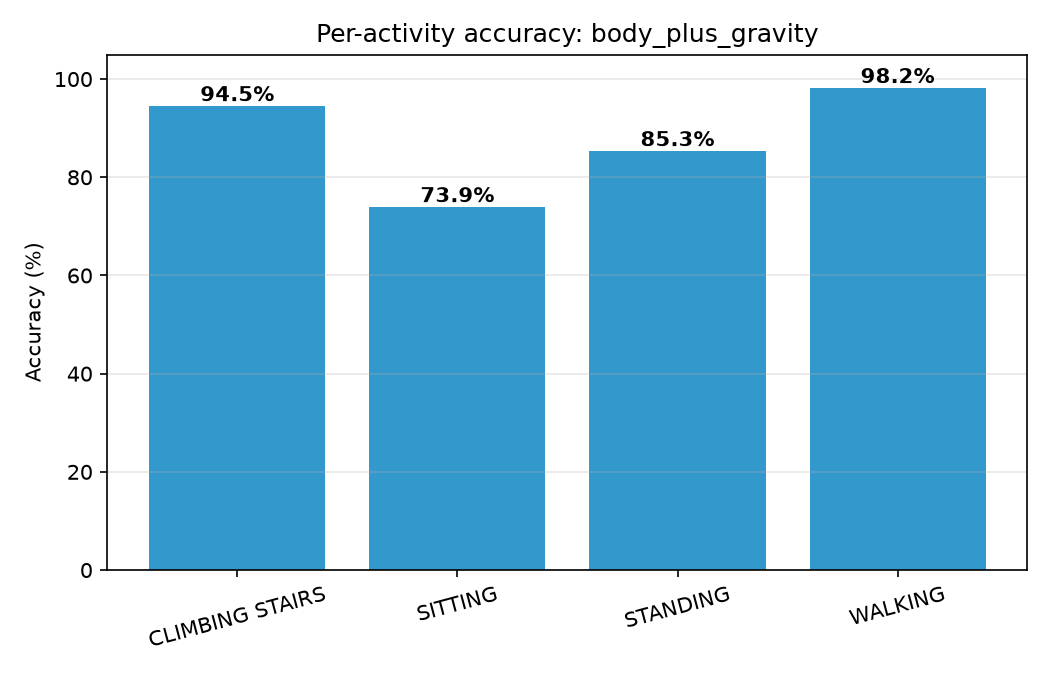 Per-activity accuracy: body_plus_gravity
Accuracy (%)
100
80
60
40
20
0
94.5%
73.9%
85.3%
98.2%
CLIMBING STAIRS
SITTING
STANDING
WALKING